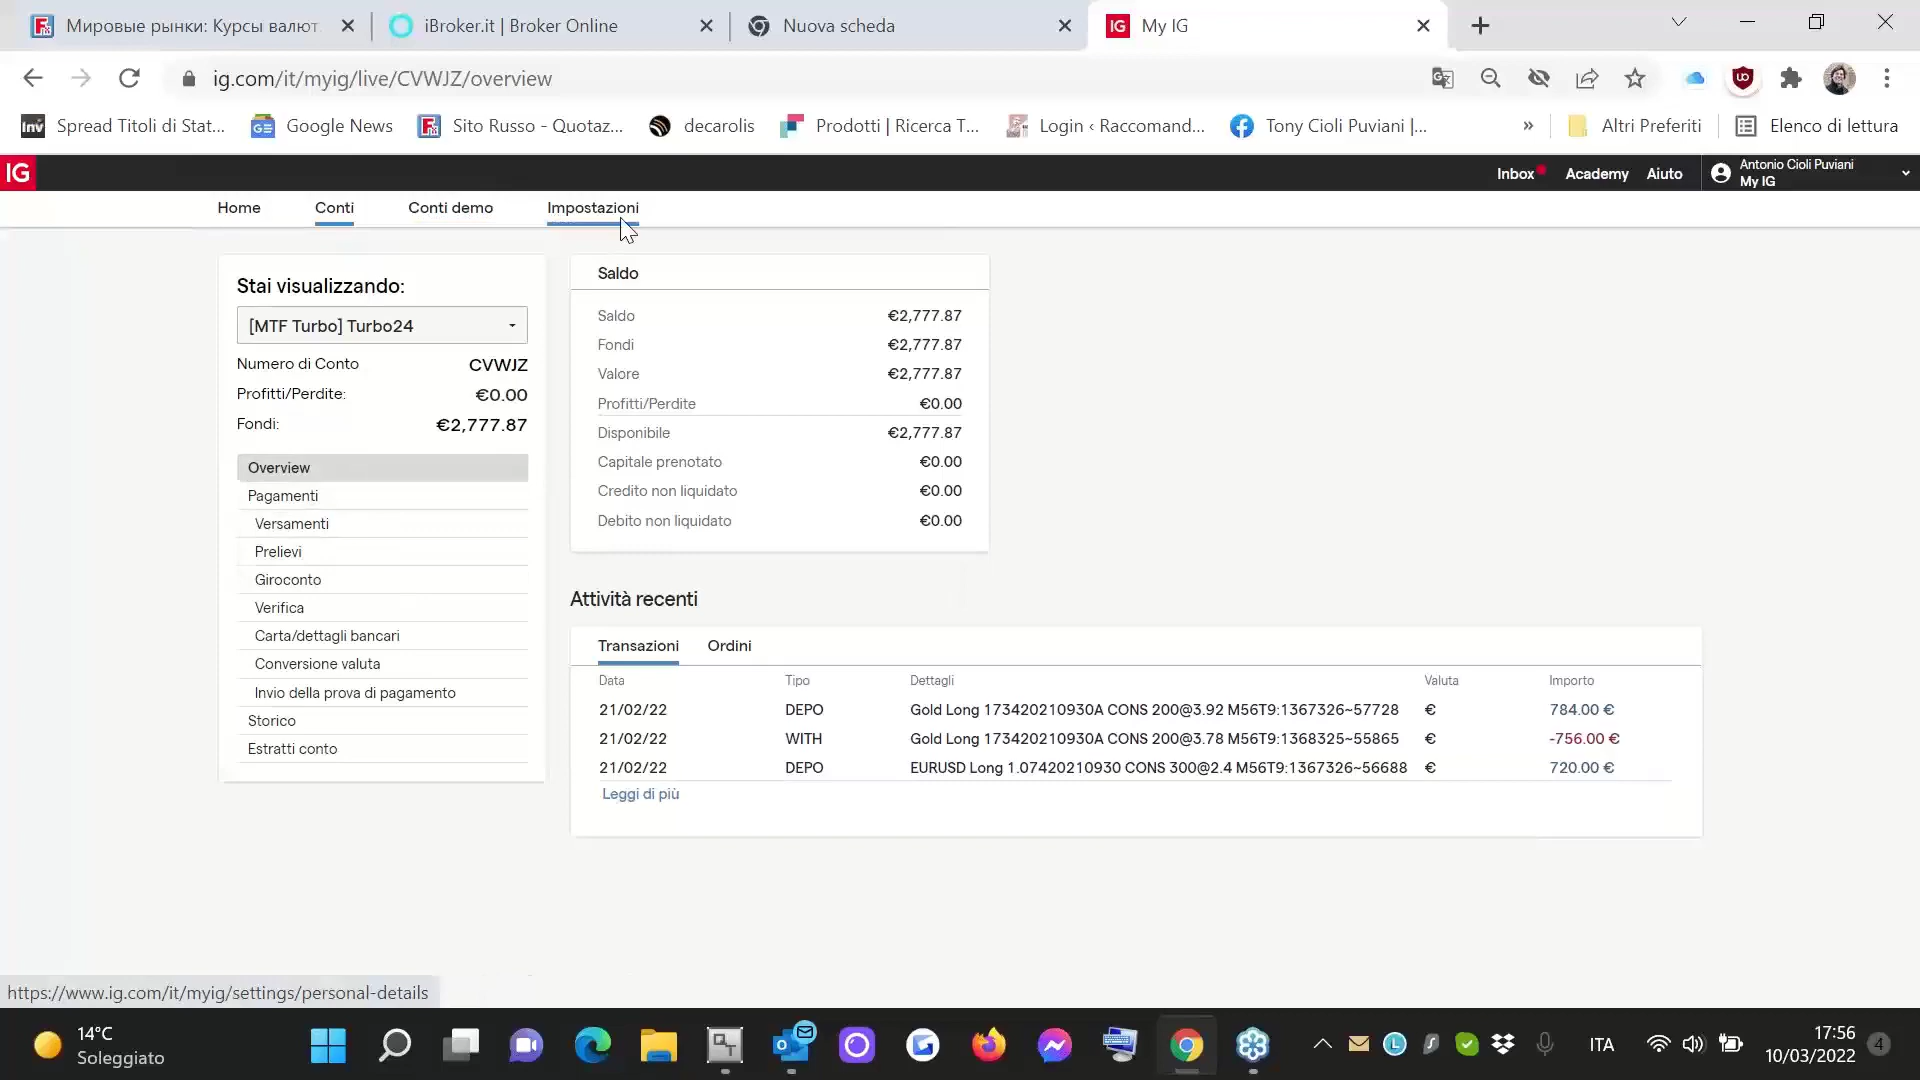 Мировые рынки: Курсы валют
iBroker.it | Broker Online
Nuova scheda
IG My IG
ig.com/it/myig/live/CVWJZ/overview
Inv Spread Titoli di Stat...
Google News
Sito Russo - Quotaz...
decarolis
Prodotti | Ricerca T...
Login ‹ Raccomand...
Tony Cioli Puviani |...
»
Altri Preferiti
Elenco di lettura
IG
Inbox
Academy
Aiuto
Antonio Cioli Puviani
My IG
Home
Conti
Conti demo
Impostazioni
Stai visualizzando:
[MTF Turbo] Turbo24
Numero di Conto CVWJZ
Profitti/Perdite: €0.00
Fondi: €2,777.87
Overview
Pagamenti
Versamenti
Prelievi
Giroconto
Verifica
Carta/dettagli bancari
Conversione valuta
Invio della prova di pagamento
Storico
Estratti conto
Saldo
Saldo €2,777.87
Fondi €2,777.87
Valore €2,777.87
Profitti/Perdite €0.00
Disponibile €2,777.87
Capitale prenotato €0.00
Credito non liquidato €0.00
Debito non liquidato €0.00
Attività recenti
Transazioni Ordini
Data Tipo Dettagli Valuta Importo
21/02/22 DEPO Gold Long 173420210930A CONS 200@3.92 M56T9:1367326~57728 € 784.00 €
21/02/22 WITH Gold Long 173420210930A CONS 200@3.78 M56T9:1368325~55865 € -756.00 €
21/02/22 DEPO EURUSD Long 1.07420210930 CONS 300@2.4 M56T9:1367326~56688 € 720.00 €
Leggi di più
https://www.ig.com/it/myig/settings/personal-details
14°C
Soleggiato
ITA
17:56
10/03/2022
4